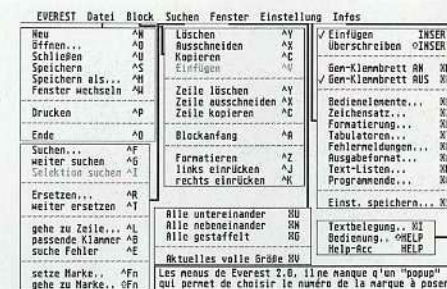 EVEREST Datei Block Suchen Fenster Einstellung Infos
Neu ^N
Öffnen... ^O
Schließen ^U
Speichern ^S
Speichern als... ^M
Fenster wechseln ^W
Drucken ^P
Ende ^Q
Suchen... ^F
weiter suchen ^G
Selektion suchen ^I
Ersetzen... ^R
weiter ersetzen ^T
gehe zu Zeile... ^L
passende Klammer ^B
suche Fehler ^E
setze Marke.. ^Fn
gehe zu Marke.. ⇧Fn
Löschen ^Y
Ausschneiden ^X
Kopieren ^C
Einfügen ^V
Zeile löschen ^Y
Zeile ausschneiden ^X
Zeile kopieren ^C
Blockanfang ^A
Formatieren ^Z
links einrücken ^J
rechts einrücken ^K
Alle untereinander ⌘U
Alle nebeneinander ⌘N
Alle gestaffelt ⌘G
Aktuelles volle Größe ⌘V
√ Einfügen INSER
Überschreiben ⇧INSER
Gem-Klemmbrett AN
√ Gem-Klemmbrett AUS
Bedienelemente...
Zeichensatz...
Formatierung...
Tabulatoren...
Fehlermeldungen...
Ausgabeformat...
Text-Listen...
Programmende...
Einst. speichern...
Textbelegung.. ⌘I
Bedienung.. ⇧HELP
Help-Acc HELP
Les menus de Everest 2.0, il ne manque q'un "popup"
qui permet de choisir le numéro de la marque à poser